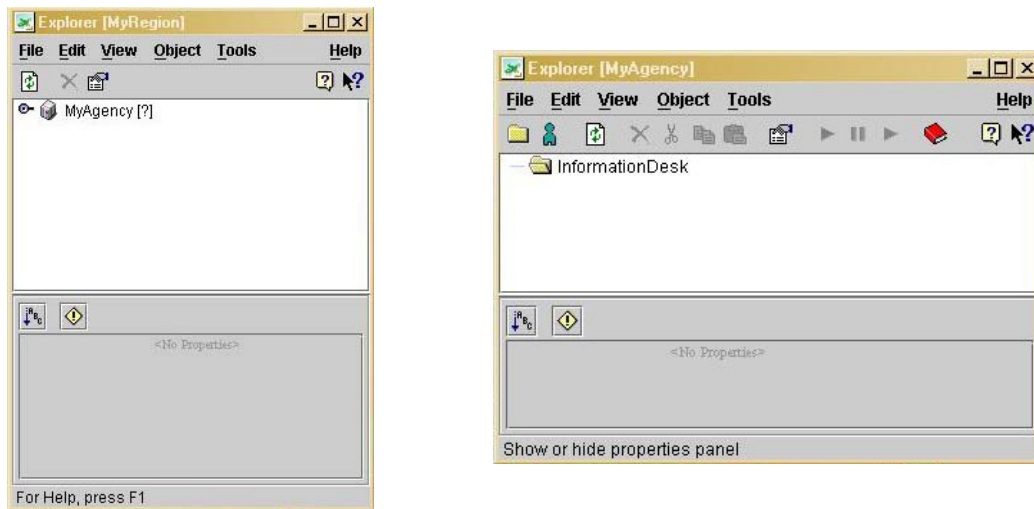 Explorer [MyRegion]
File Edit View Object Tools Help
MyAgency [?]
<No Properties>
For Help, press F1
Explorer [MyAgency]
File Edit View Object Tools Help
InformationDesk
<No Properties>
Show or hide properties panel